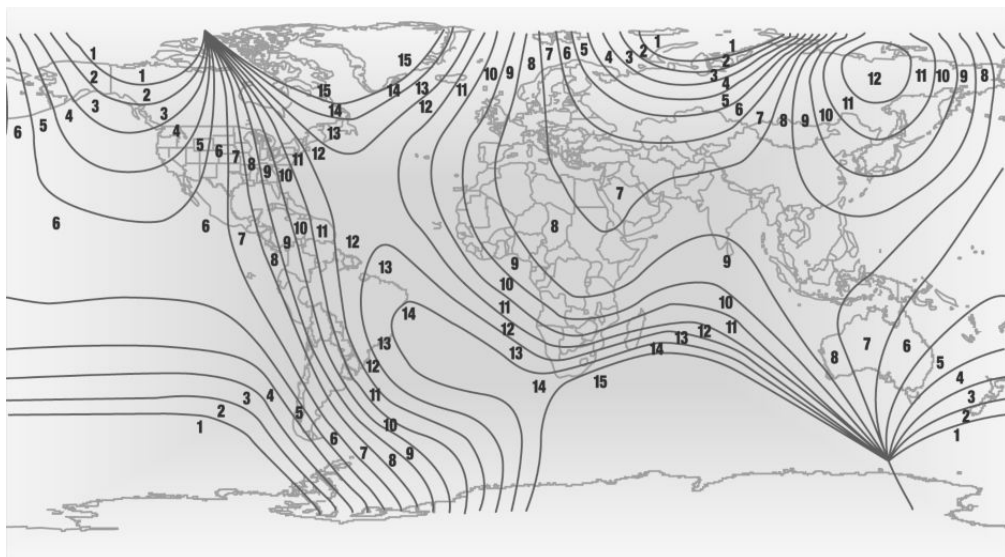 1 15 7 6 5 4 3 2 1 1
2
2 1 10 9 8 3 12 11 10 9 8
15 14 13 11 4
2
3 4 3 14 12 5 6 11 10
7 8 9
6 5 4 13
5 6 7 11 12
8 9 10
7
6 6 10 11 8
7 9 12
8 13 9 9
10
14 11 10
12 13 12 11
13 13 14 7 6
12 8 5
15 4
4 3 11 14 3
2 5 10 2
1 6 1
7 8 9